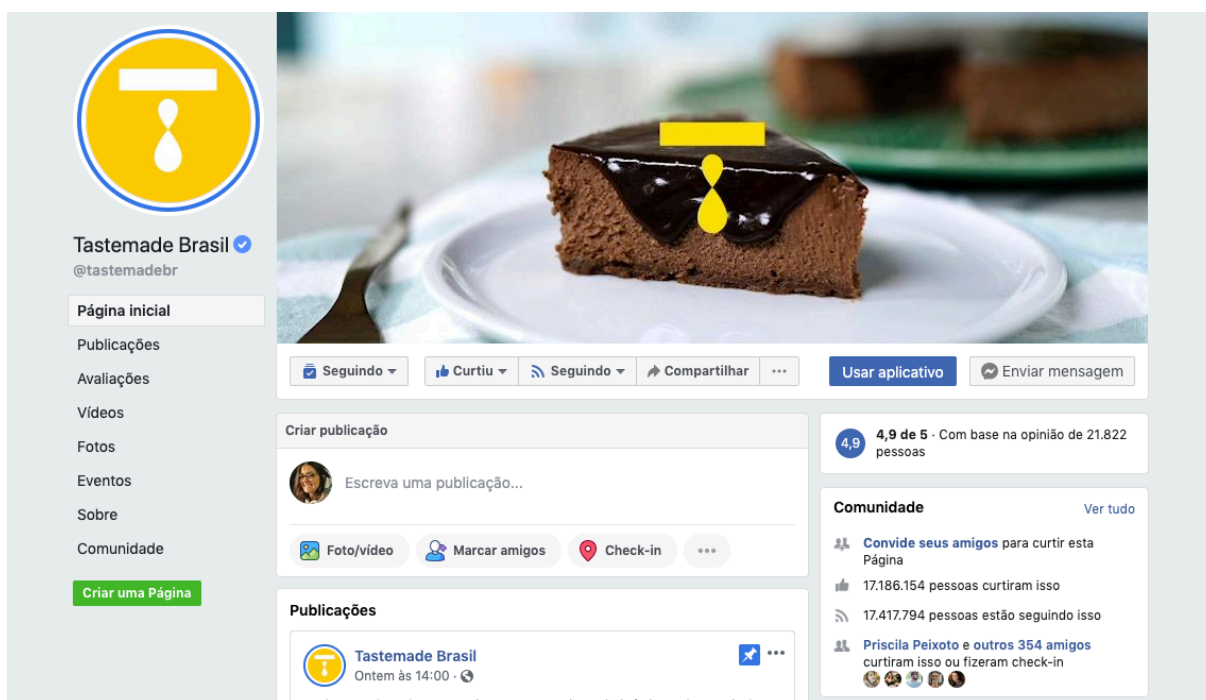 Tastemade Brasil
@tastemadebr
Página inicial
Publicações
Avaliações
Vídeos
Fotos
Eventos
Sobre
Comunidade
Criar uma Página
Seguindo
Curtiu
Seguindo
Compartilhar
Usar aplicativo
Enviar mensagem
Criar publicação
Escreva uma publicação...
Foto/vídeo
Marcar amigos
Check-in
Publicações
Tastemade Brasil
Ontem às 14:00 ·
4,9
4,9 de 5 · Com base na opinião de 21.822
pessoas
Comunidade
Ver tudo
Convide seus amigos para curtir esta
Página
17.186.154 pessoas curtiram isso
17.417.794 pessoas estão seguindo isso
Priscila Peixoto e outros 354 amigos
curtiram isso ou fizeram check-in